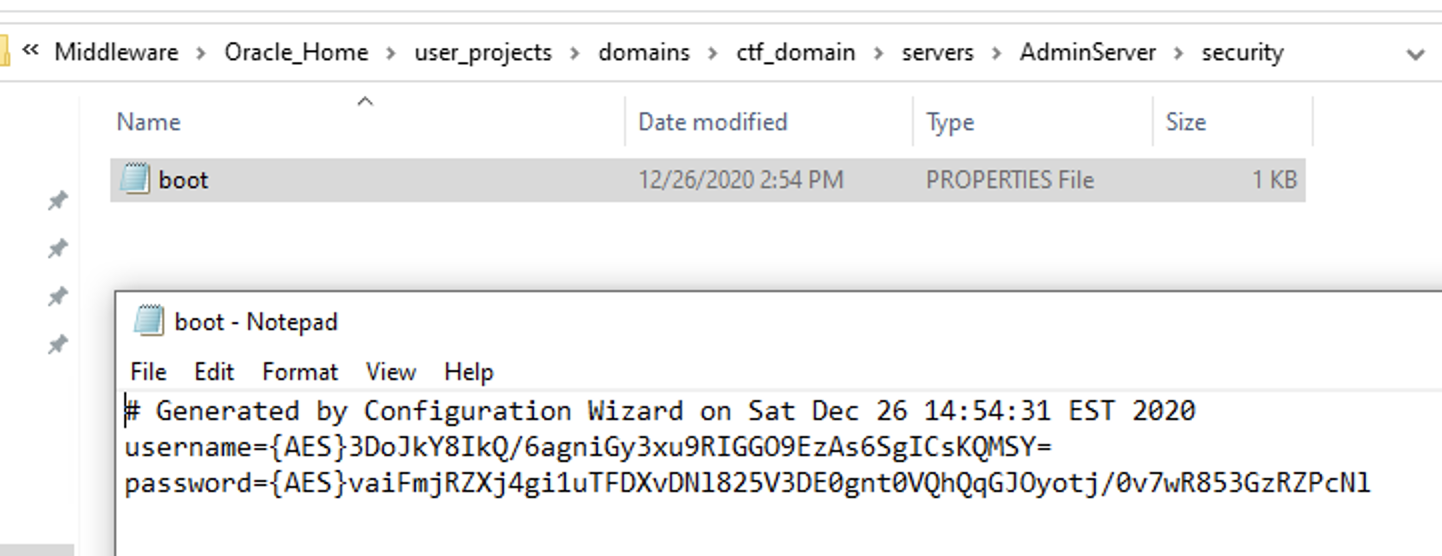 « Middleware > Oracle_Home > user_projects > domains > ctf_domain > servers > AdminServer > security
Name Date modified Type Size
boot 12/26/2020 2:54 PM PROPERTIES File 1 KB
boot - Notepad
File Edit Format View Help
# Generated by Configuration Wizard on Sat Dec 26 14:54:31 EST 2020
username={AES}3DoJkY8IkQ/6agniGy3xu9RIGGO9EzAs6SgICsKQMSY=
password={AES}vaiFmjRZXj4gi1uTFDXvDNl825V3DE0gnt0VQhQqGJOyotj/0v7wR853GzRZPcNl